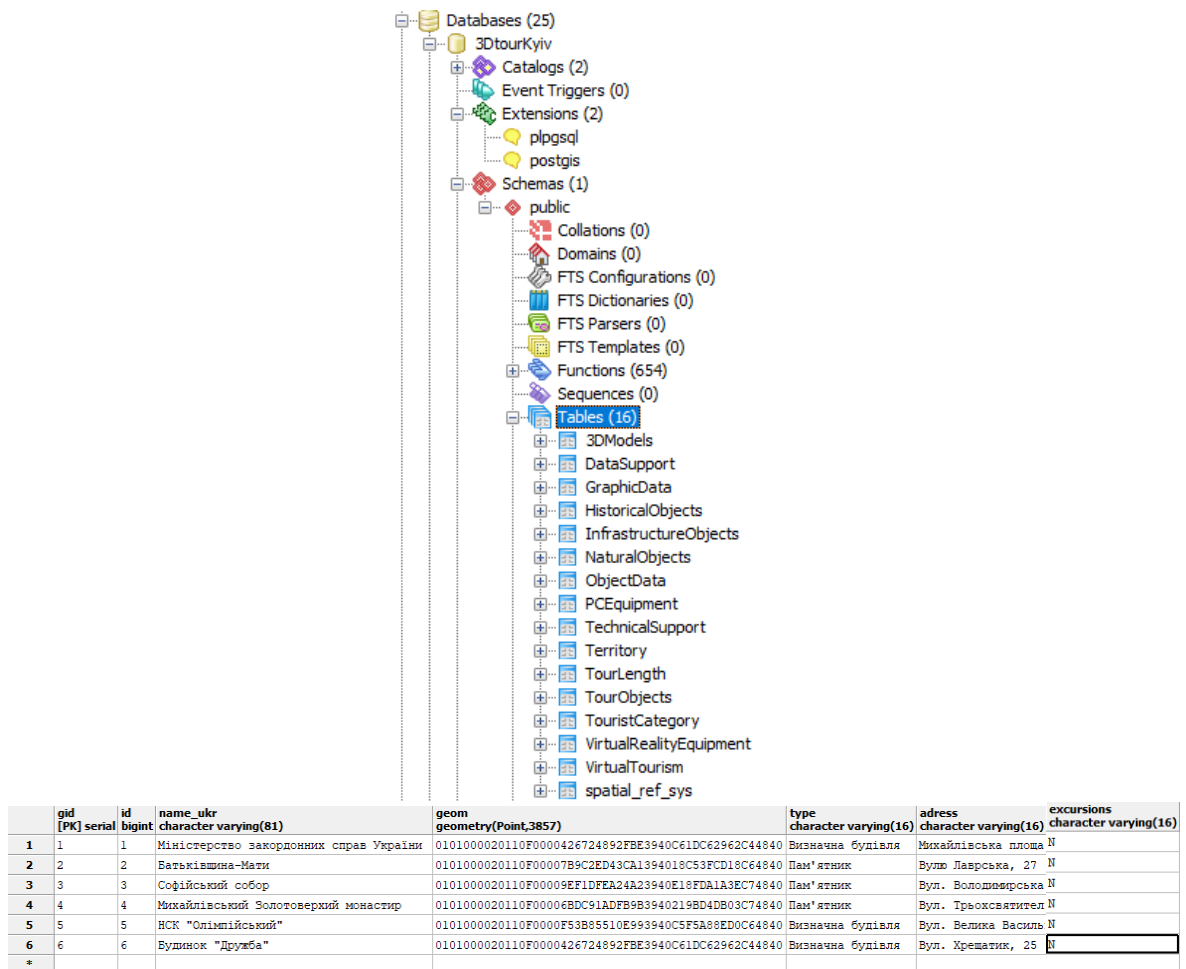 Databases (25)
3DtourKyiv
Catalogs (2)
Event Triggers (0)
Extensions (2)
plpgsql
postgis
Schemas (1)
public
Collations (0)
Domains (0)
FTS Configurations (0)
FTS Dictionaries (0)
FTS Parsers (0)
FTS Templates (0)
Functions (654)
Sequences (0)
Tables (16)
3DModels
DataSupport
GraphicData
HistoricalObjects
InfrastructureObjects
NaturalObjects
ObjectData
PCEquipment
TechnicalSupport
Territory
TourLength
TourObjects
TouristCategory
VirtualRealityEquipment
VirtualTourism
spatial_ref_sys
gid id name_ukr geom type adress excursions
[PK] serial bigint character varying(81) geometry(Point,3857) character varying(16) character varying(16) character varying(16)
1 1 1 Міністерство закордонних справ України 0101000020110F0000426724892FBE3940C61DC62962C44840 Визначна будівля Михайлівська площа N
2 2 2 Батьківщина-Мати 0101000020110F00007B9C2ED43CA1394018C53FCD18C64840 Пам'ятник Вулю Лаврська, 27 N
3 3 3 Софійський собор 0101000020110F00009EF1DFEA24A23940E18FDA1A3EC74840 Пам'ятник Вул. Володимирська N
4 4 4 Михайлівський Золотоверхий монастир 0101000020110F00006BDC91ADFB9B3940219BD4DB03C74840 Пам'ятник Вул. Трьохсвятител N
5 5 5 НСК "Олімпійський" 0101000020110F0000F53B85510E993940C5F5A88ED0C64840 Визначна будівля Вул. Велика Василь N
6 6 6 Будинок "Дружба" 0101000020110F0000426724892FBE3940C61DC62962C44840 Визначна будівля Вул. Хрещатик, 25 N
*